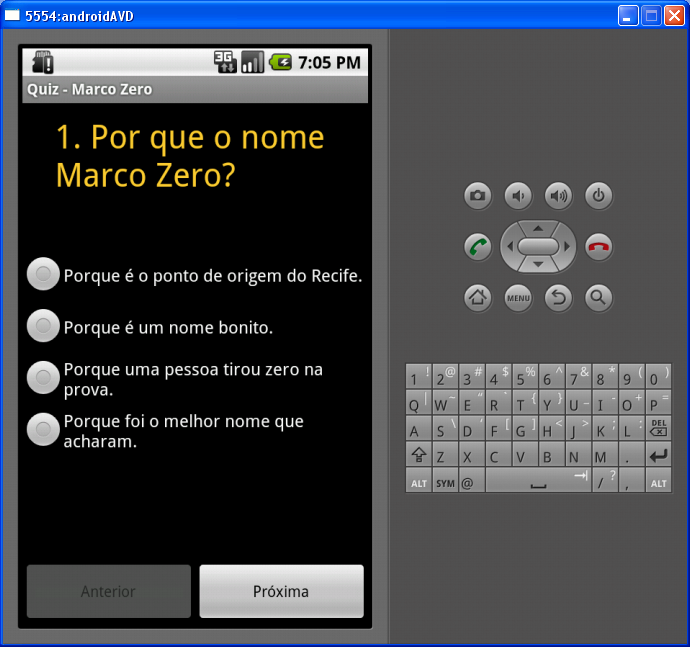 5554:androidAVD
3G 7:05 PM
Quiz - Marco Zero
1. Por que o nome
Marco Zero?
Porque é o ponto de origem do Recife.
Porque é um nome bonito.
Porque uma pessoa tirou zero na
prova.
Porque foi o melhor nome que
acharam.
Anterior Próxima
MENU
1 ! 2 @ 3 # 4 $ 5 % 6 ^ 7 & 8 * 9 ( 0 )
Q | W ~ E " R ` T { Y } U _ I - O + P =
A S \ D ' F [ G ] H < J > K ; L : DEL
Z X C V B N M .
ALT SYM @ / ? , ALT